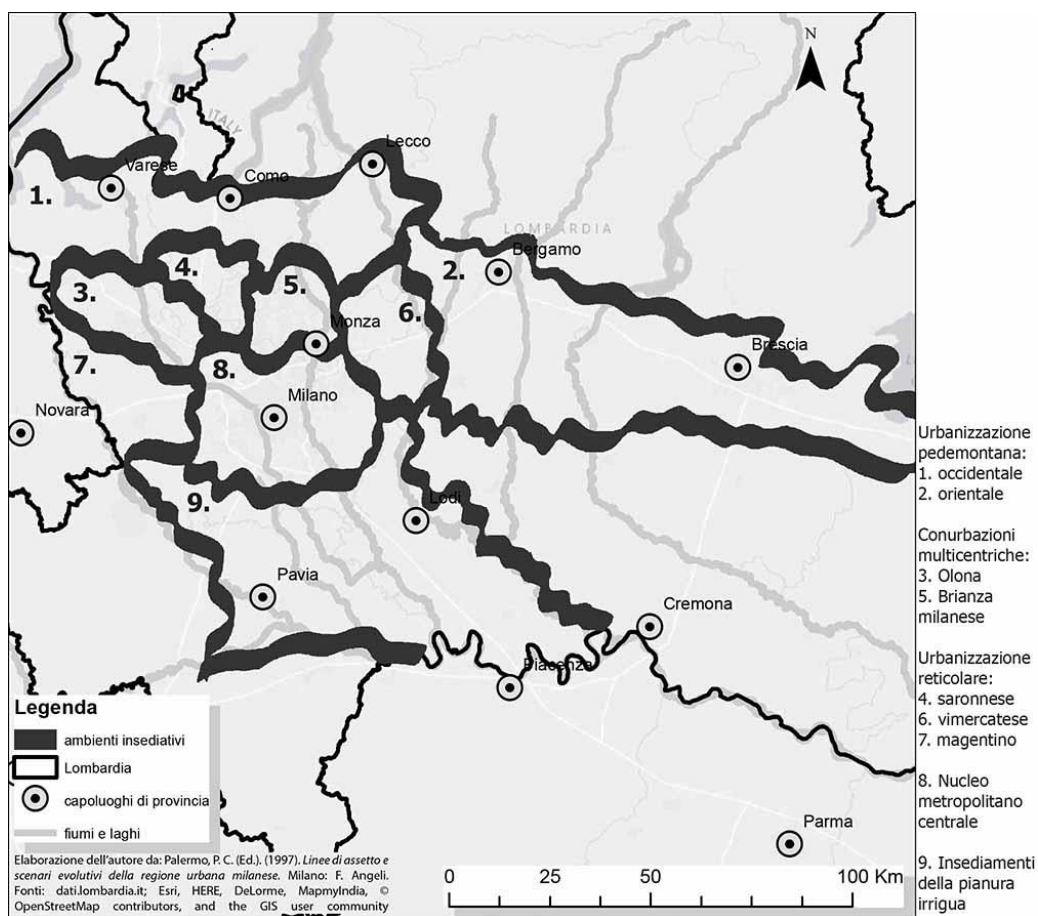 N
ITALY
Lecco
Varese
Como
1.
LOMBARDIA
Bergamo
2.
4.
3.
5.
6.
Monza
7.
8.
Brescia
Milano
Novara
9.
Lodi
Pavia
Cremona
Piacenza
Parma
Legenda
ambienti insediativi
Lombardia
capoluoghi di provincia
fiumi e laghi
Elaborazione dell'autore da: Palermo, P. C. (Ed.). (1997). Linee di assetto e
scenari evolutivi della regione urbana milanese. Milano: F. Angeli.
Fonti: dati.lombardia.it; Esri, HERE, DeLorme, MapmyIndia, ©
OpenStreetMap contributors, and the GIS user community
0 25 50 100 Km
Urbanizzazione
pedemontana:
1. occidentale
2. orientale
Conurbazioni
multicentriche:
3. Olona
5. Brianza
milanese
Urbanizzazione
reticolare:
4. saronnese
6. vimercatese
7. magentino
8. Nucleo
metropolitano
centrale
9. Insediamenti
della pianura
irrigua